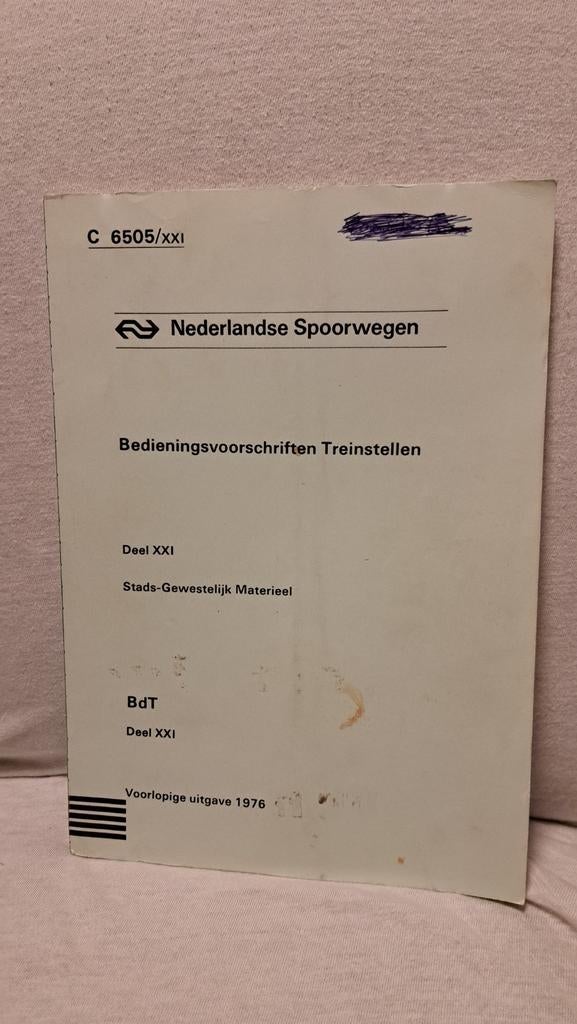 C 6505/XXI
Nederlandse Spoorwegen
Bedieningsvoorschriften Treinstellen
Deel XXI
Stads-Gewestelijk Materieel
BdT
Deel XXI
Voorlopige uitgave 1976